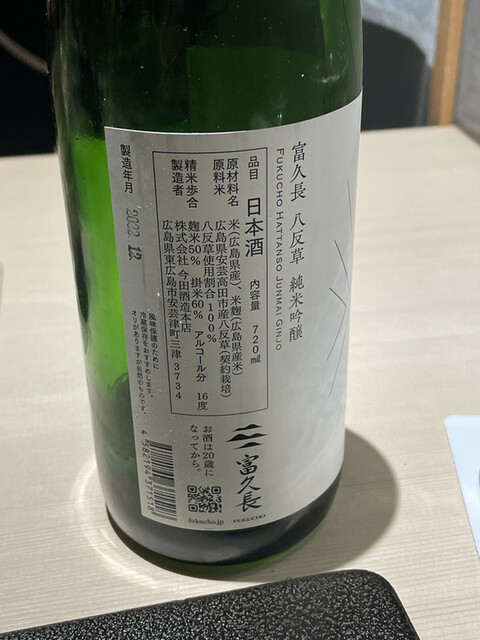 富久長 八反草 純米吟醸
FUKUCHO HATTANSO JUNMAI GINJO
品目 日本酒 内容量 720㎖
原材料名 米(広島県産)、米麹(広島県産米)
原料米 広島県安芸高田市産八反草(契約栽培)
八反草使用割合100%
精米歩合 麹米50% 掛米60% アルコール分 16度
製造者 株式会社 今田酒造本店
広島県東広島市安芸津町三津 3734
製造年月 2022.12
風味保護のために
冷蔵保存をおすすめします。
オリがありますが自然のものです。
お酒は20歳に
なってから。
富久長
FUKUCHO
fukucho.jp
4 582194 371518